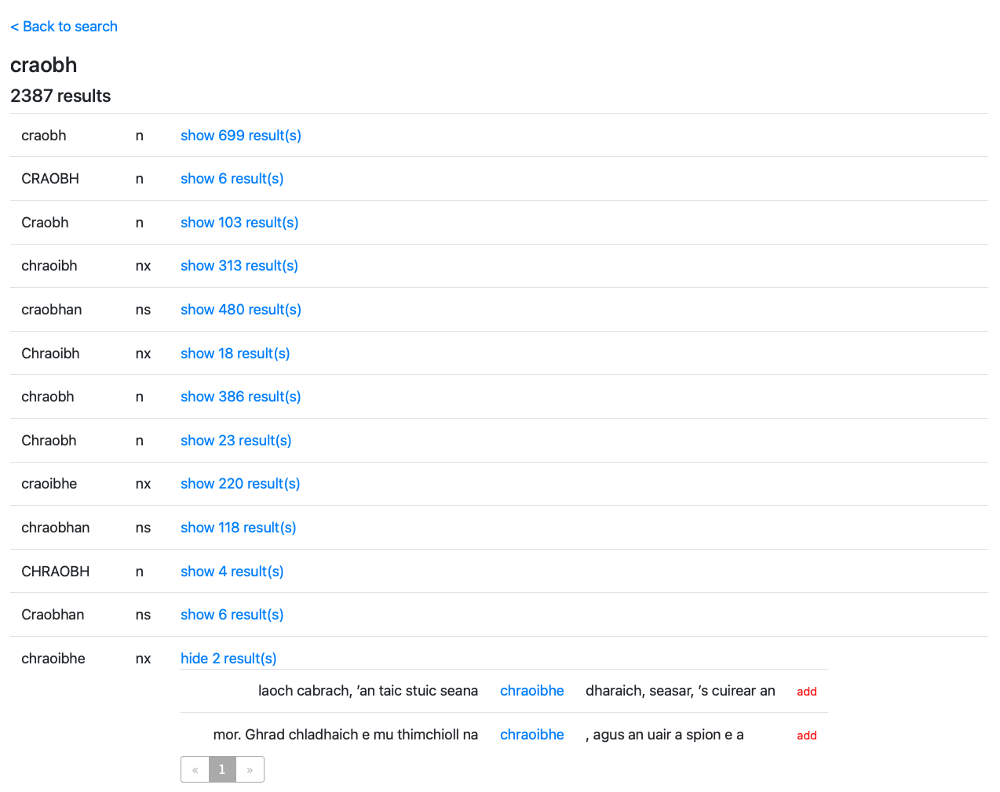 < Back to search
craobh
2387 results
craobh n show 699 result(s)
CRAOBH n show 6 result(s)
Craobh n show 103 result(s)
chraoibh nx show 313 result(s)
craobhan ns show 480 result(s)
Chraoibh nx show 18 result(s)
chraobh n show 386 result(s)
Chraobh n show 23 result(s)
craoibhe nx show 220 result(s)
chraobhan ns show 118 result(s)
CHRAOBH n show 4 result(s)
Craobhan ns show 6 result(s)
chraoibhe nx hide 2 result(s)
laoch cabrach, ’an taic stuic seana chraoibhe dharaich, seasar, ’s cuirear an add
mor. Ghrad chladhaich e mu thimchioll na chraoibhe , agus an uair a spion e a add
« 1 »